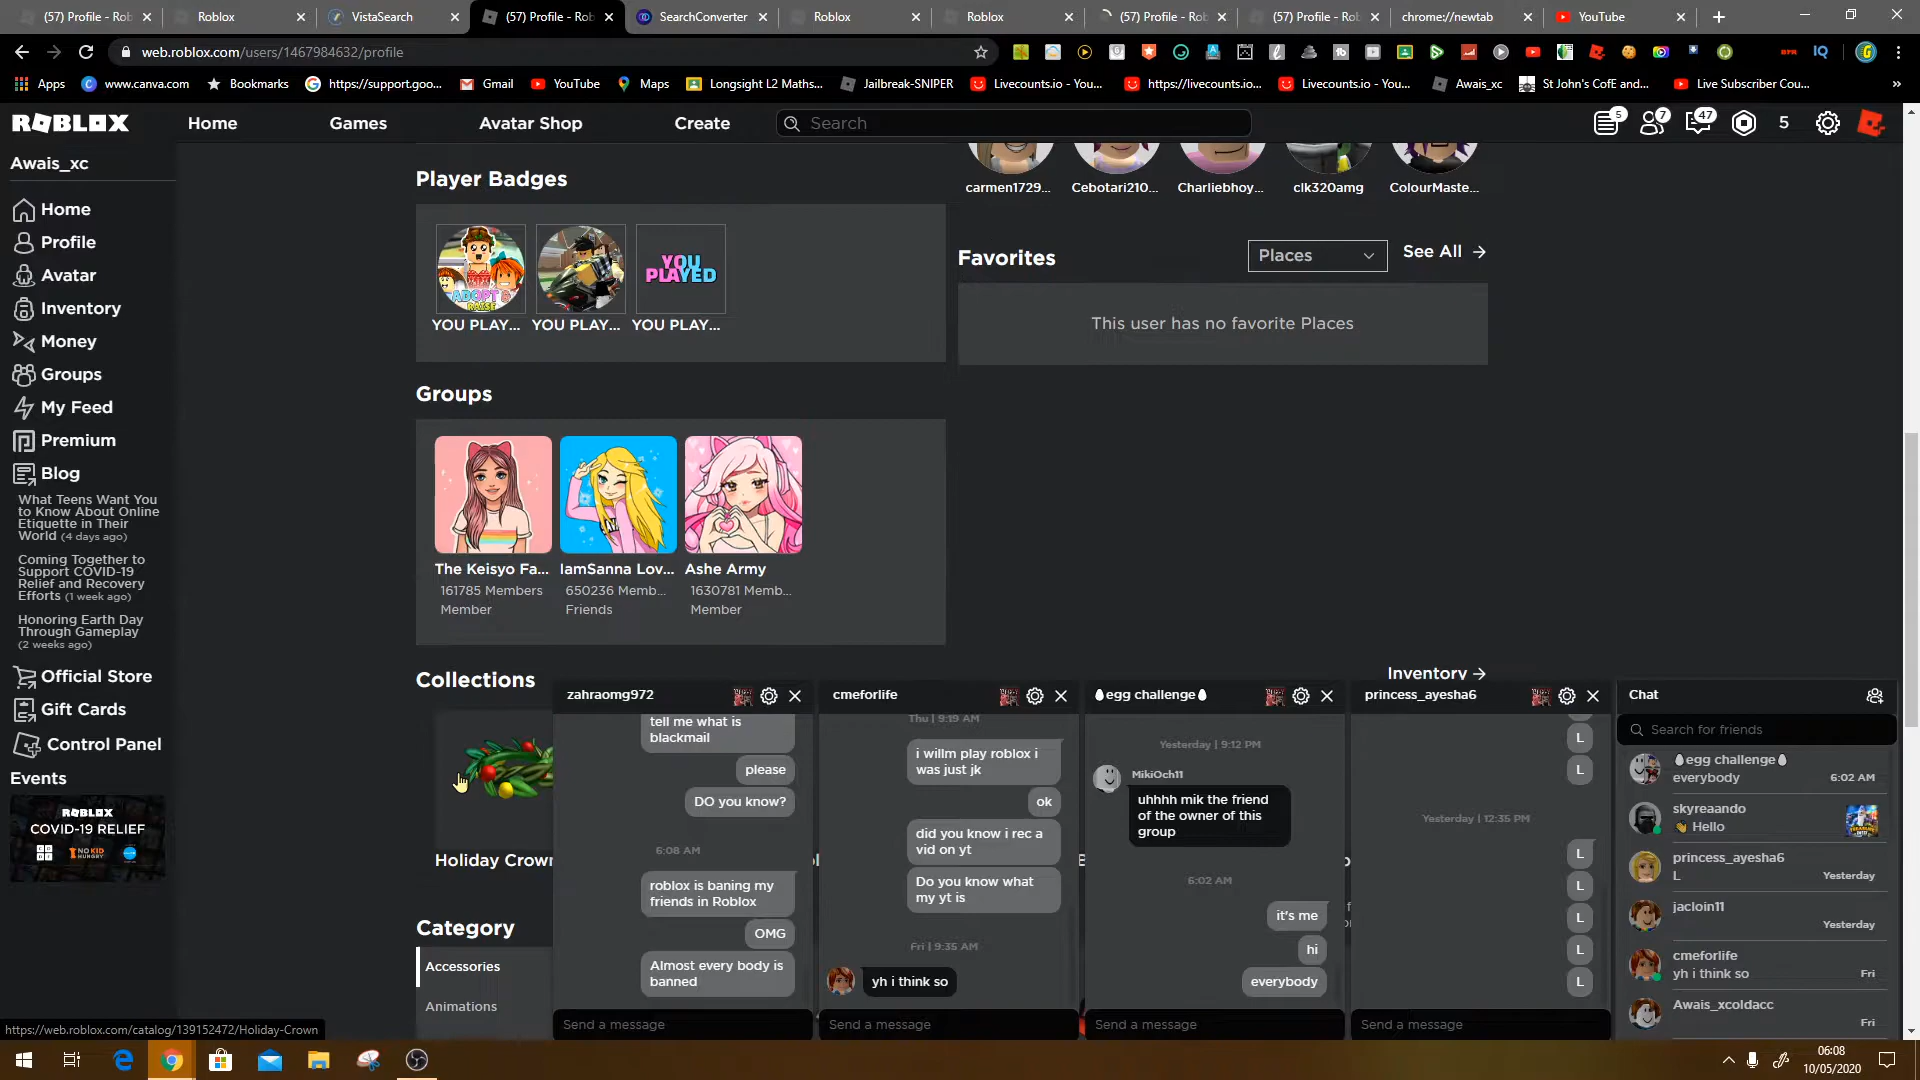 (57) Profile - Rob
Roblox
VistaSearch
(57) Profile - Rob
SearchConverter
Roblox
Roblox
(57) Profile - Rob
(57) Profile - Rob
chrome://newtab
YouTube
web.roblox.com/users/1467984632/profile
Apps
www.canva.com
Bookmarks
https://support.goo...
Gmail
YouTube
Maps
Longsight L2 Maths...
Jailbreak-SNIPER
Livecounts.io - You...
https://livecounts.io...
Livecounts.io - You...
Awais_xc
St John's CofE and...
Live Subscriber Cou...
ROBLOX
Home
Games
Avatar Shop
Create
Search
5
7
47
5
Awais_xc
Home
Profile
Avatar
Inventory
Money
Groups
My Feed
Premium
Blog
What Teens Want You
to Know About Online
Etiquette in Their
World (4 days ago)
Coming Together to
Support COVID-19
Relief and Recovery
Efforts (1 week ago)
Honoring Earth Day
Through Gameplay
(2 weeks ago)
Official Store
Gift Cards
Control Panel
Events
ROBLOX
COVID-19 RELIEF
NO KID
HUNGRY
Player Badges
ADOPT &
RAISE
YOU
PLAYED
YOU PLAY...
YOU PLAY...
YOU PLAY...
carmen1729...
Cebotari210...
Charliebhoy...
clk320amg
ColourMaste...
Favorites
Places
See All
This user has no favorite Places
Groups
The Keisyo Fa...
161785 Members
Member
IamSanna Lov...
650236 Memb...
Friends
Ashe Army
1630781 Memb...
Member
Collections
Inventory
Holiday Crown
Category
Accessories
Animations
zahraomg972
tell me what is
blackmail
please
DO you know?
6:08 AM
roblox is baning my
friends in Roblox
OMG
Almost every body is
banned
Send a message
cmeforlife
Thu | 9:19 AM
i willm play roblox i
was just jk
ok
did you know i rec a
vid on yt
Do you know what
my yt is
Fri | 9:35 AM
yh i think so
Send a message
🥚egg challenge🥚
Yesterday | 9:12 PM
MikiOch11
uhhhh mik the friend
of the owner of this
group
6:02 AM
it's me
hi
everybody
Send a message
princess_ayesha6
L
L
Yesterday | 12:35 PM
L
L
L
L
L
Send a message
Chat
Search for friends
🥚egg challenge🥚
everybody
6:02 AM
skyreaando
👋 Hello
princess_ayesha6
L
Yesterday
jacloin11
Yesterday
cmeforlife
yh i think so
Fri
Awais_xcoldacc
Fri
https://web.roblox.com/catalog/139152472/Holiday-Crown
06:08
10/05/2020